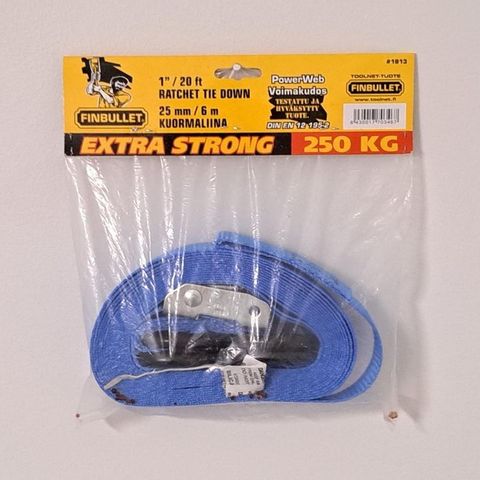 1"/20 ft
RATCHET TIE DOWN
25 mm/6 m
KUORMALIINA
FINBULLET
PowerWeb
Voimakudos
TESTATTU JA
HYVÄKSYTTY
TUOTE.
DIN EN 12 195-2
#1813
TOOLNET-TUOTE
FINBULLET
www.toolnet.fi
EXTRA STRONG
250 KG